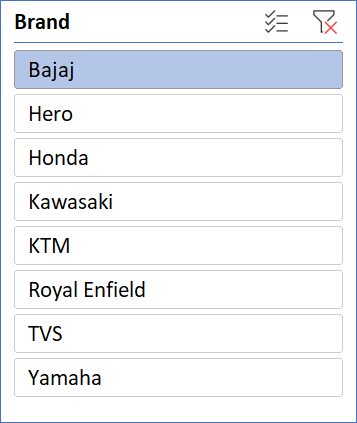 Brand
Bajaj
Hero
Honda
Kawasaki
KTM
Royal Enfield
TVS
Yamaha